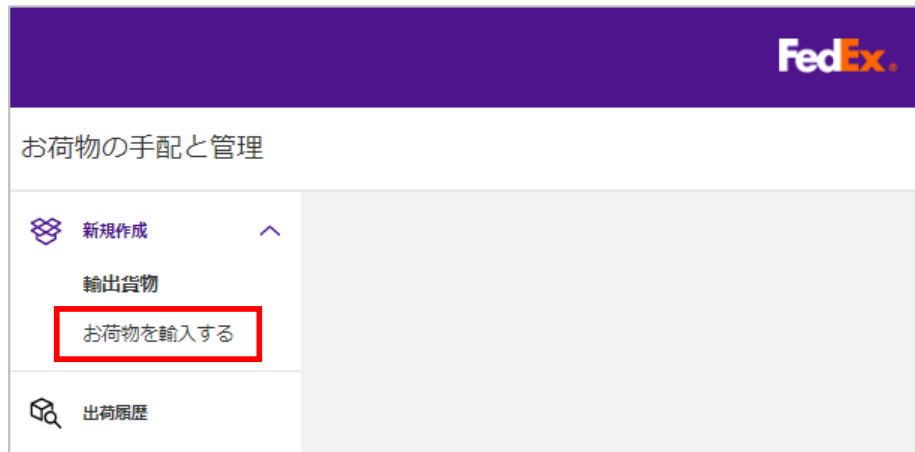 FedEx®
お荷物の手配と管理
新規作成
輸出貨物
お荷物を輸入する
出荷履歴